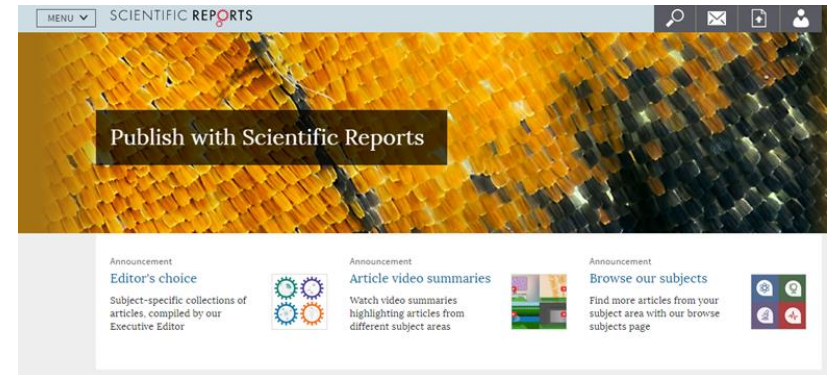 MENU
SCIENTIFIC REPORTS
Publish with Scientific Reports
Announcement
Editor's choice
Subject-specific collections of
articles, compiled by our
Executive Editor
Announcement
Article video summaries
Watch video summaries
highlighting articles from
different subject areas
Announcement
Browse our subjects
Find more articles from your
subject area with our browse
subjects page